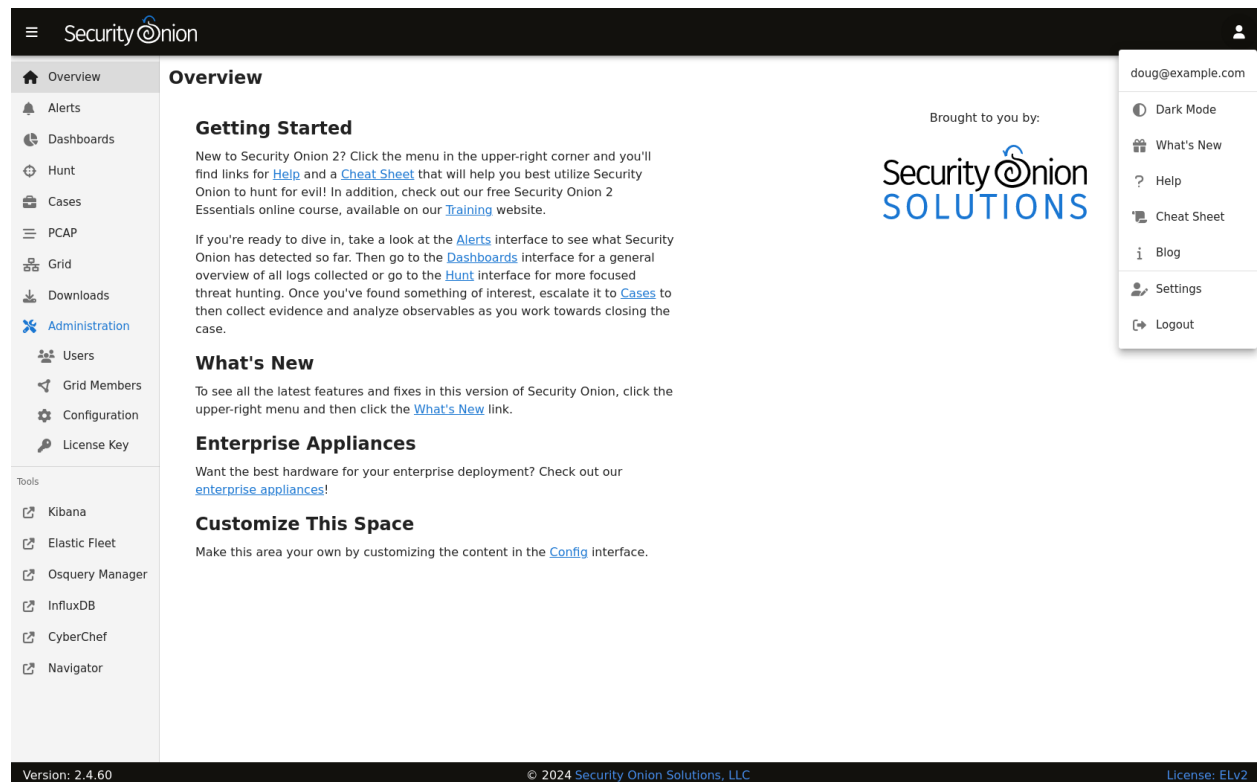 Security Onion
Overview
Alerts
Dashboards
Hunt
Cases
PCAP
Grid
Downloads
Administration
Users
Grid Members
Configuration
License Key
Tools
Kibana
Elastic Fleet
Osquery Manager
InfluxDB
CyberChef
Navigator
Overview
Getting Started
New to Security Onion 2? Click the menu in the upper-right corner and you'll
find links for Help and a Cheat Sheet that will help you best utilize Security
Onion to hunt for evil! In addition, check out our free Security Onion 2
Essentials online course, available on our Training website.
If you're ready to dive in, take a look at the Alerts interface to see what Security
Onion has detected so far. Then go to the Dashboards interface for a general
overview of all logs collected or go to the Hunt interface for more focused
threat hunting. Once you've found something of interest, escalate it to Cases to
then collect evidence and analyze observables as you work towards closing the
case.
What's New
To see all the latest features and fixes in this version of Security Onion, click the
upper-right menu and then click the What's New link.
Enterprise Appliances
Want the best hardware for your enterprise deployment? Check out our
enterprise appliances!
Customize This Space
Make this area your own by customizing the content in the Config interface.
Brought to you by:
Security Onion
SOLUTIONS
doug@example.com
Dark Mode
What's New
Help
Cheat Sheet
Blog
Settings
Logout
Version: 2.4.60
© 2024 Security Onion Solutions, LLC
License: ELv2